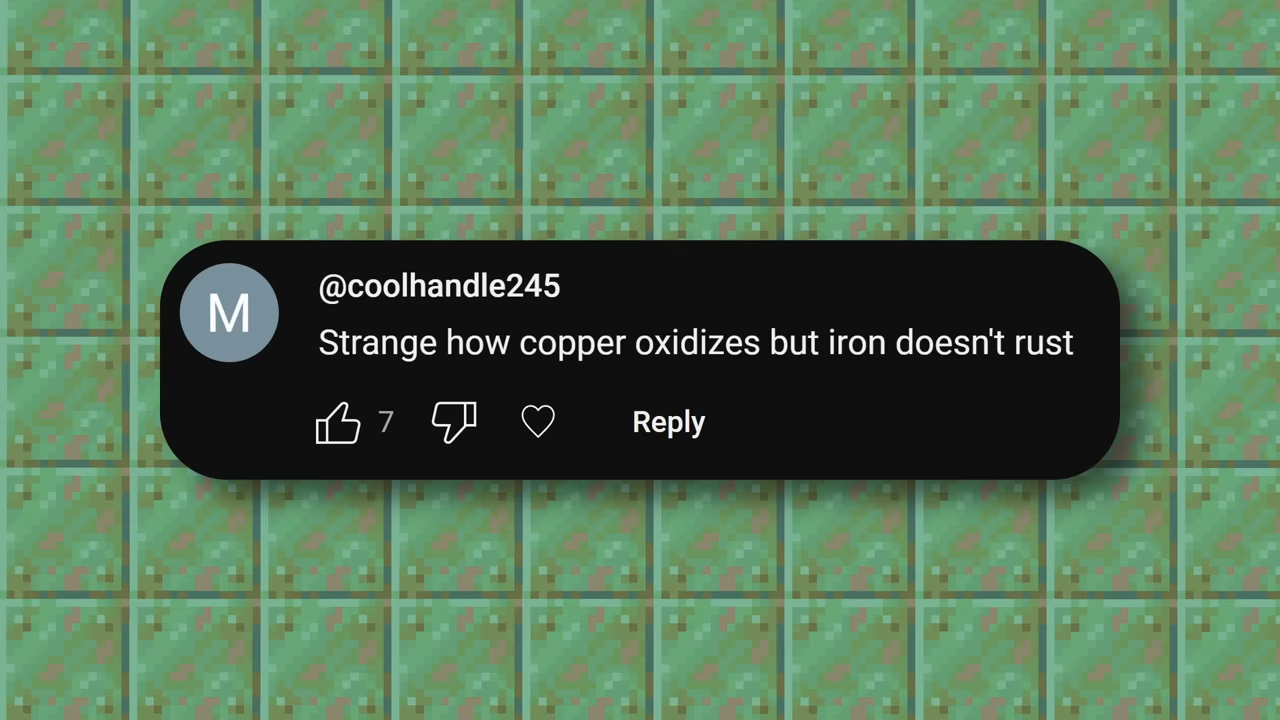 M
@coolhandle245
Strange how copper oxidizes but iron doesn't rust
7
Reply